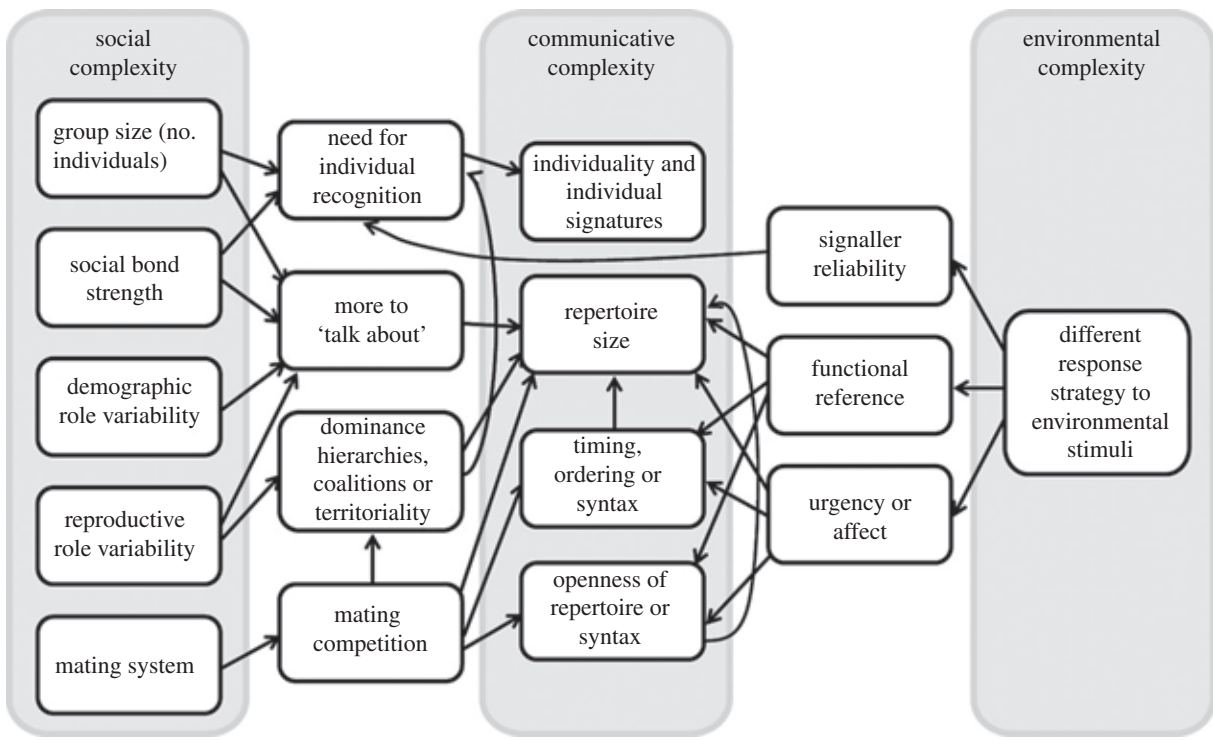 social
complexity
group size (no.
individuals)
social bond
strength
demographic
role variability
reproductive
role variability
mating system
need for
individual
recognition
more to
‘talk about’
dominance
hierarchies,
coalitions or
territoriality
mating
competition
communicative
complexity
individuality and
individual
signatures
repertoire
size
timing,
ordering or
syntax
openness of
repertoire or
syntax
signaller
reliability
functional
reference
urgency or
affect
environmental
complexity
different
response
strategy to
environmental
stimuli